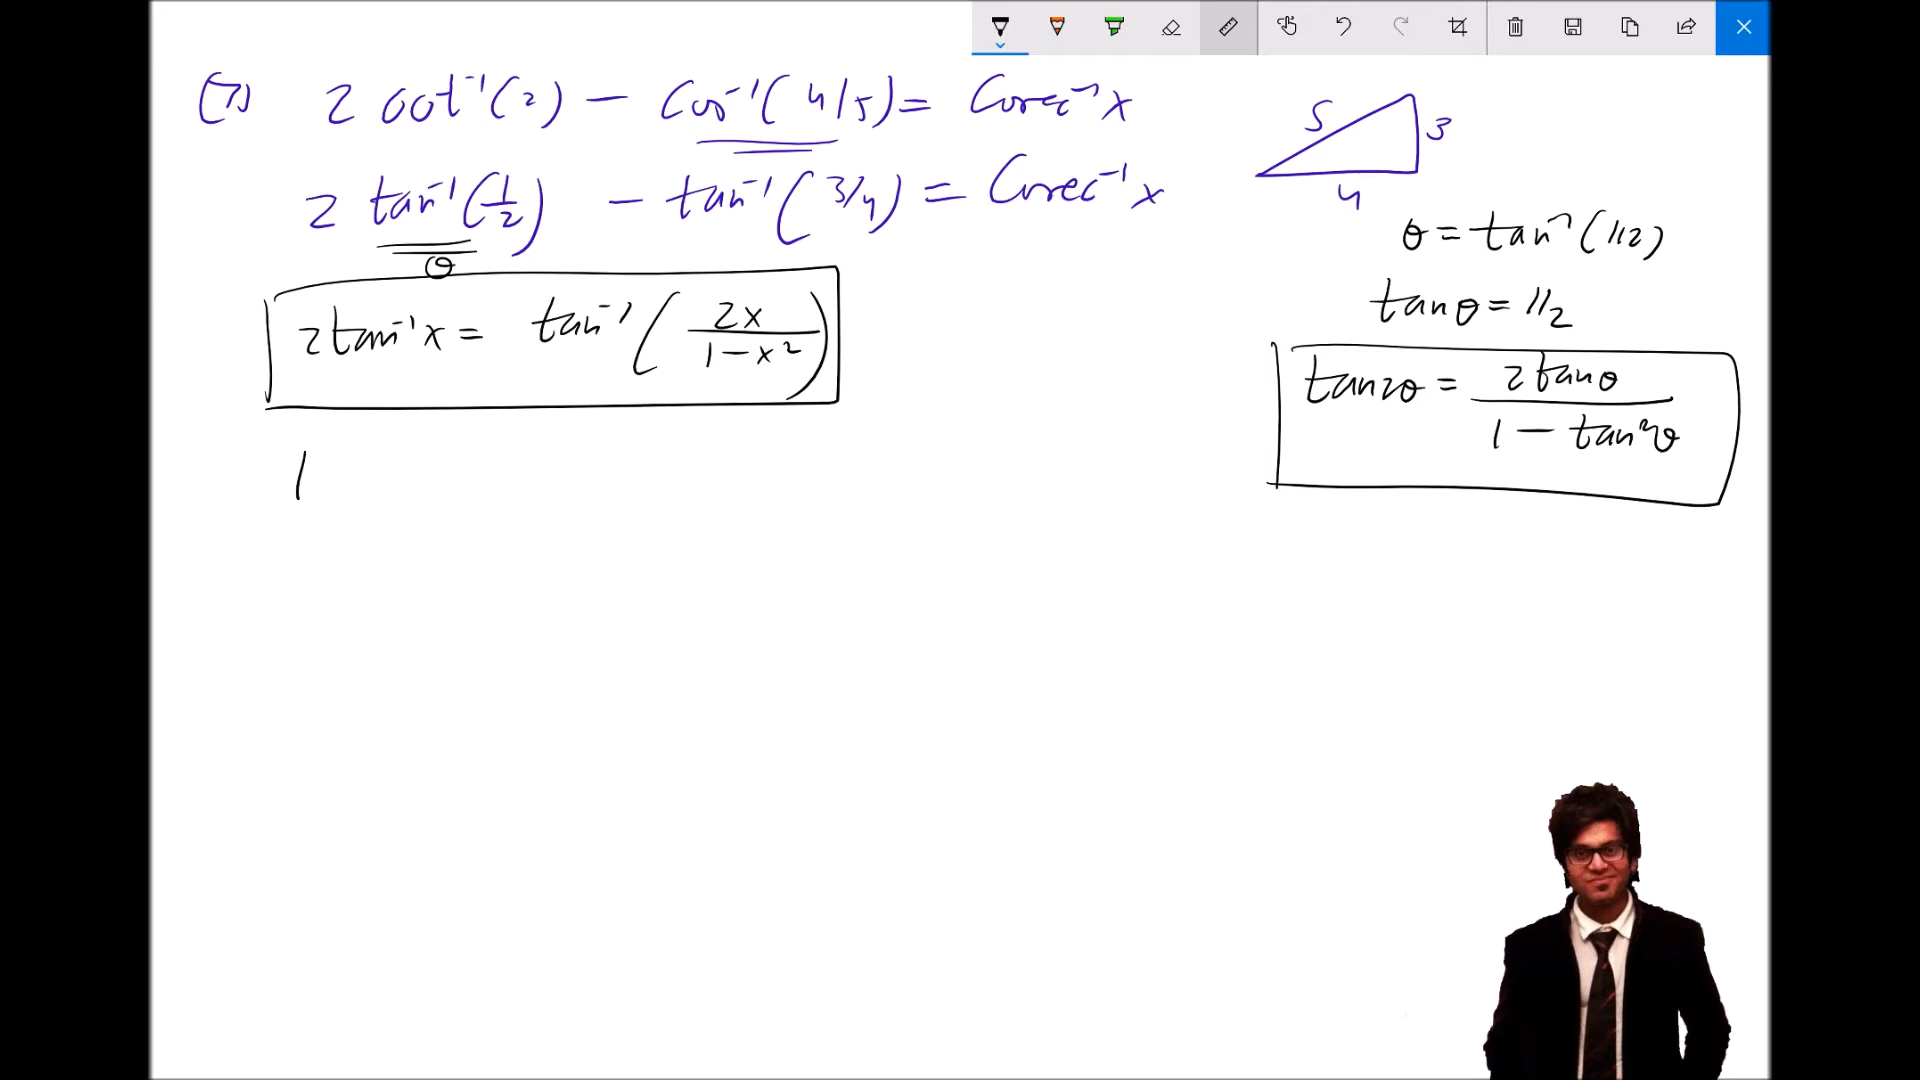 (7) 2 cot⁻¹(2) − Cos⁻¹(4/5) = Cosec⁻¹ x
2 tan⁻¹(1/2) − tan⁻¹(3/4) = Cosec⁻¹ x
θ
2tan⁻¹x = tan⁻¹(2x/(1−x²))
5
3
4
θ = tan⁻¹(1/2)
tanθ = 1/2
tan2θ = 2tanθ/(1 − tan²θ)